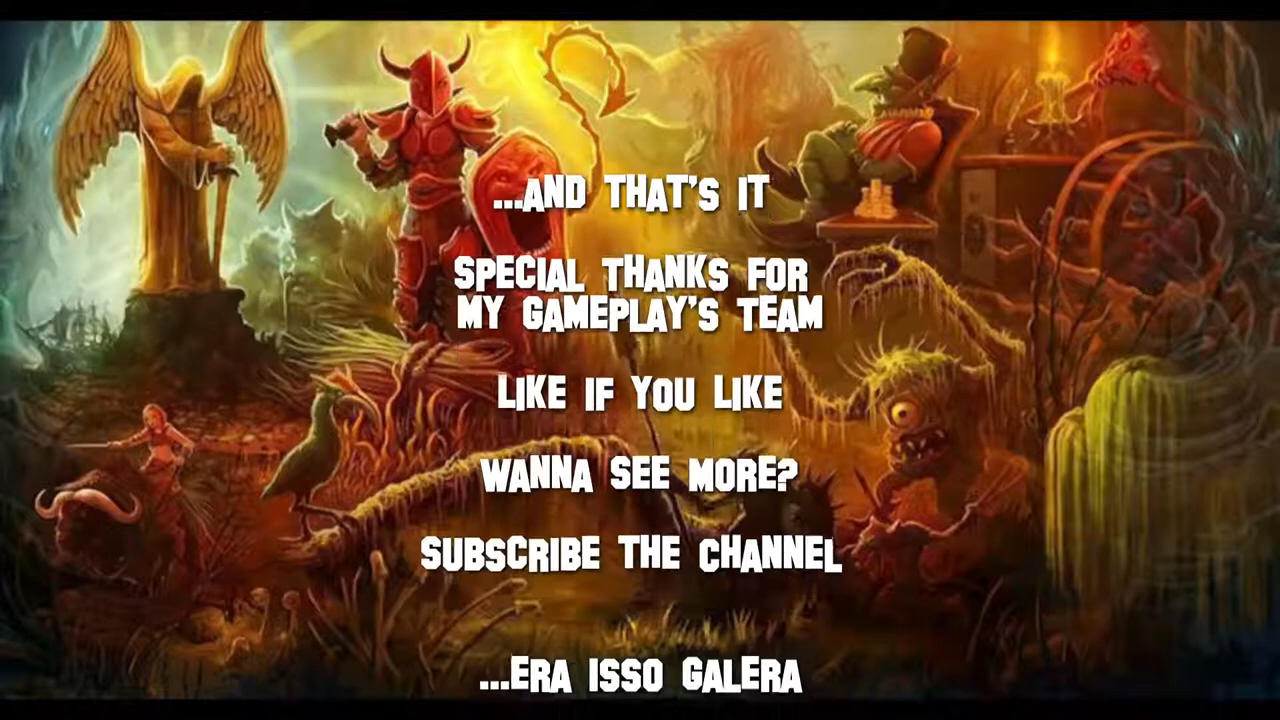 ...AND THAT'S IT
SPECIAL THANKS FOR
MY GAMEPLAY'S TEAM
LIKE IF YOU LIKE
WANNA SEE MORE?
SUBSCRIBE THE CHANNEL
...ERA ISSO GALERA